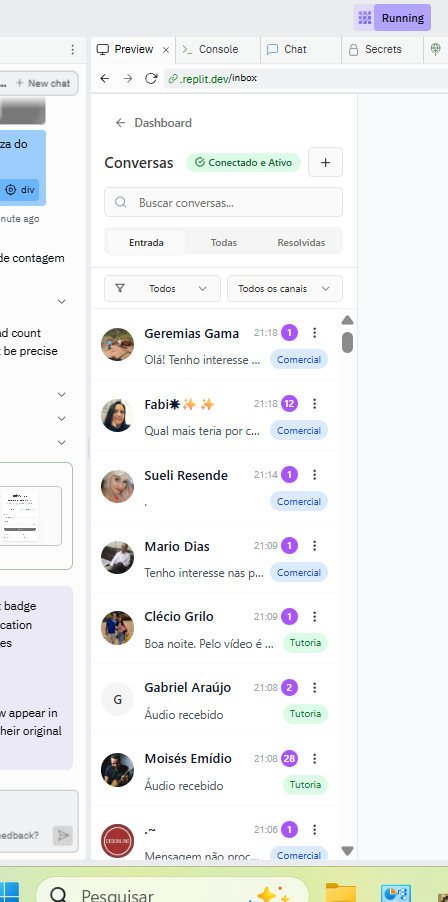 Running
Preview
Console
Chat
Secrets
.replit.dev/inbox
... + New chat
za do
div
nute ago
de contagem
ad count
t be precise
t badge
cation
es
w appear in
heir original
eedback?
← Dashboard
Conversas
Conectado e Ativo
+
Buscar conversas...
Entrada
Todas
Resolvidas
Todos
Todos os canais
Geremias Gama
21:18
1
Olá! Tenho interesse ...
Comercial
Fabi✷✨ ✨
21:18
12
Qual mais teria por c...
Comercial
Sueli Resende
21:14
1
.
Comercial
Mario Dias
21:09
1
Tenho interesse nas p...
Comercial
Clécio Grilo
21:09
1
Boa noite. Pelo vídeo é ...
Tutoria
G
Gabriel Araújo
21:08
2
Áudio recebido
Tutoria
Moisés Emídio
21:08
28
Áudio recebido
Tutoria
.~
21:06
1
Mensagem não proc...
Comercial
Pesquisar